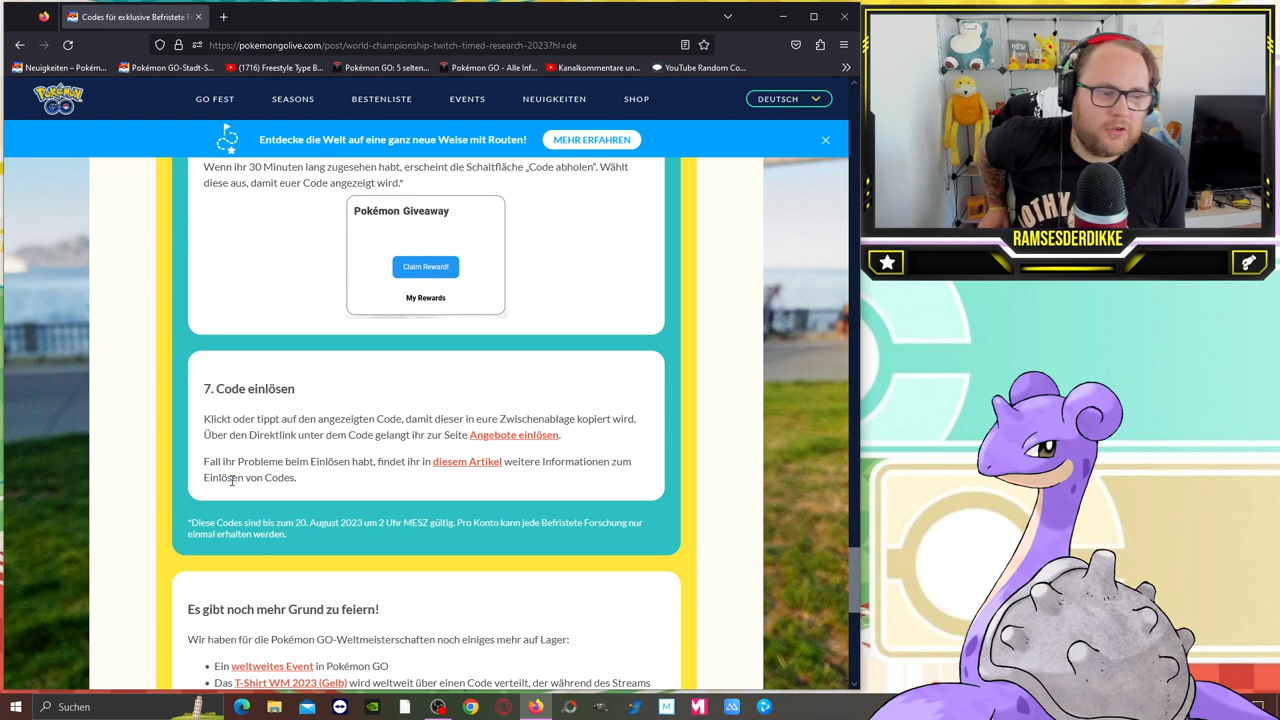 Codes für exklusive Befristete F
https://pokemongolive.com/post/world-championship-twitch-timed-research-2023?hl=de
Neuigkeiten – Pokém...
Pokémon GO-Stadt-S...
(1716) Freestyle Type...
Pokémon GO: 5 selten...
Pokémon GO - Alle Inf...
Kanalkommentare un...
YouTube Random Co...
Pokémon GO
GO FEST
SEASONS
BESTENLISTE
EVENTS
NEUIGKEITEN
SHOP
DEUTSCH
Entdecke die Welt auf eine ganz neue Weise mit Routen!
MEHR ERFAHREN
Wenn ihr 30 Minuten lang zugesehen habt, erscheint die Schaltfläche „Code abholen“. Wählt
diese aus, damit euer Code angezeigt wird.*
Pokémon Giveaway
Claim Reward!
My Rewards
7. Code einlösen
Klickt oder tippt auf den angezeigten Code, damit dieser in eure Zwischenablage kopiert wird.
Über den Direktlink unter dem Code gelangt ihr zur Seite Angebote einlösen.
Fall ihr Probleme beim Einlösen habt, findet ihr in diesem Artikel weitere Informationen zum
Einlösen von Codes.
*Diese Codes sind bis zum 20. August 2023 um 2 Uhr MESZ gültig. Pro Konto kann jede Befristete Forschung nur
einmal erhalten werden.
Es gibt noch mehr Grund zu feiern!
Wir haben für die Pokémon GO-Weltmeisterschaften noch einiges mehr auf Lager:
• Ein weltweites Event in Pokémon GO
• Das T-Shirt WM 2023 (Gelb) wird weltweit über einen Code verteilt, der während des Streams
Suchen
RAMSESDERDIKKE